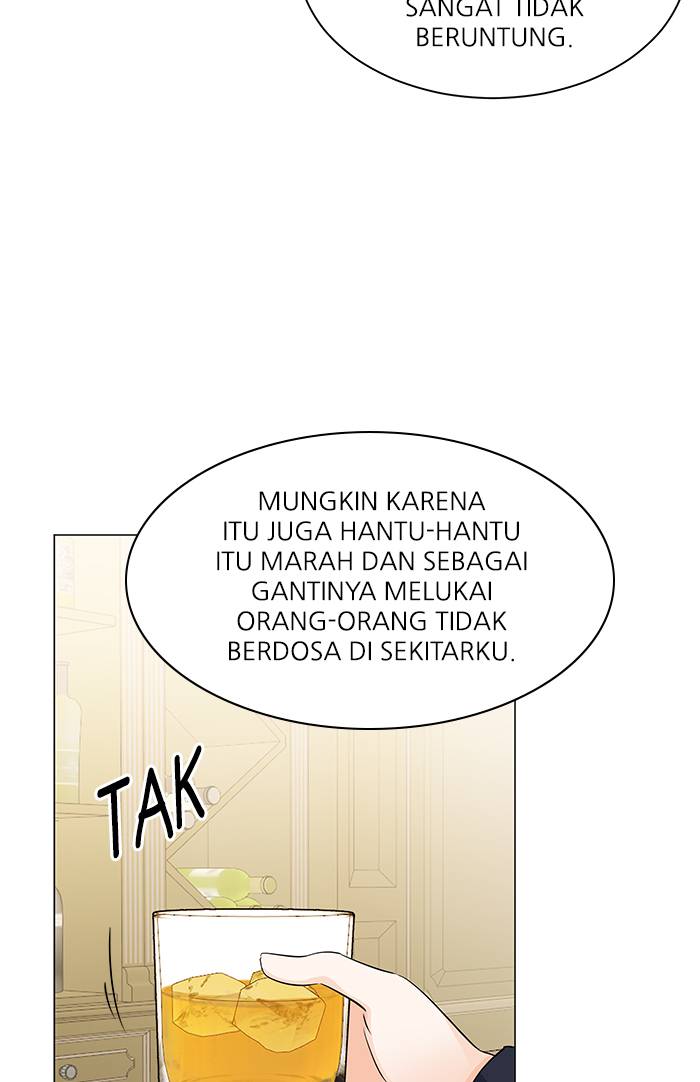 SANGAT TIDAK
BERUNTUNG.
MUNGKIN KARENA
ITU JUGA HANTU-HANTU
ITU MARAH DAN SEBAGAI
GANTINYA MELUKAI
ORANG-ORANG TIDAK
BERDOSA DI SEKITARKU.
TAK